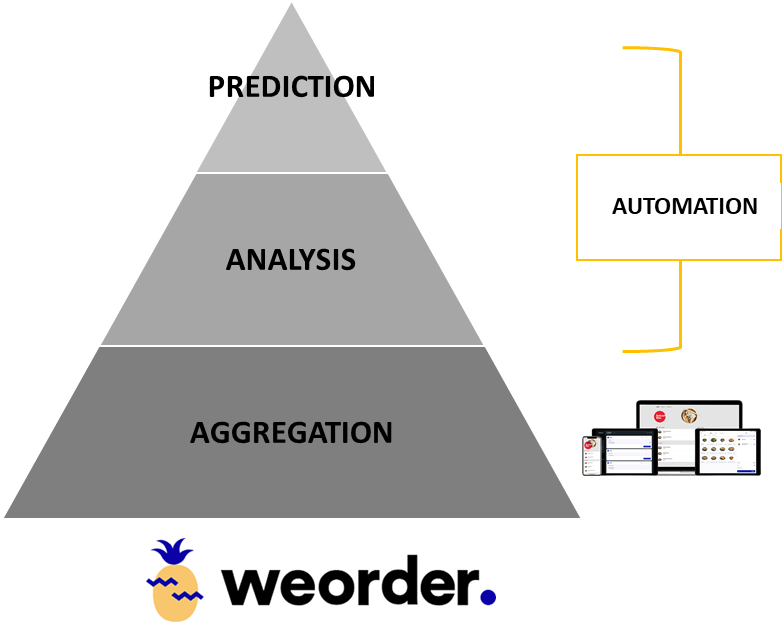 PREDICTION
AUTOMATION
ANALYSIS
AGGREGATION
weorder.